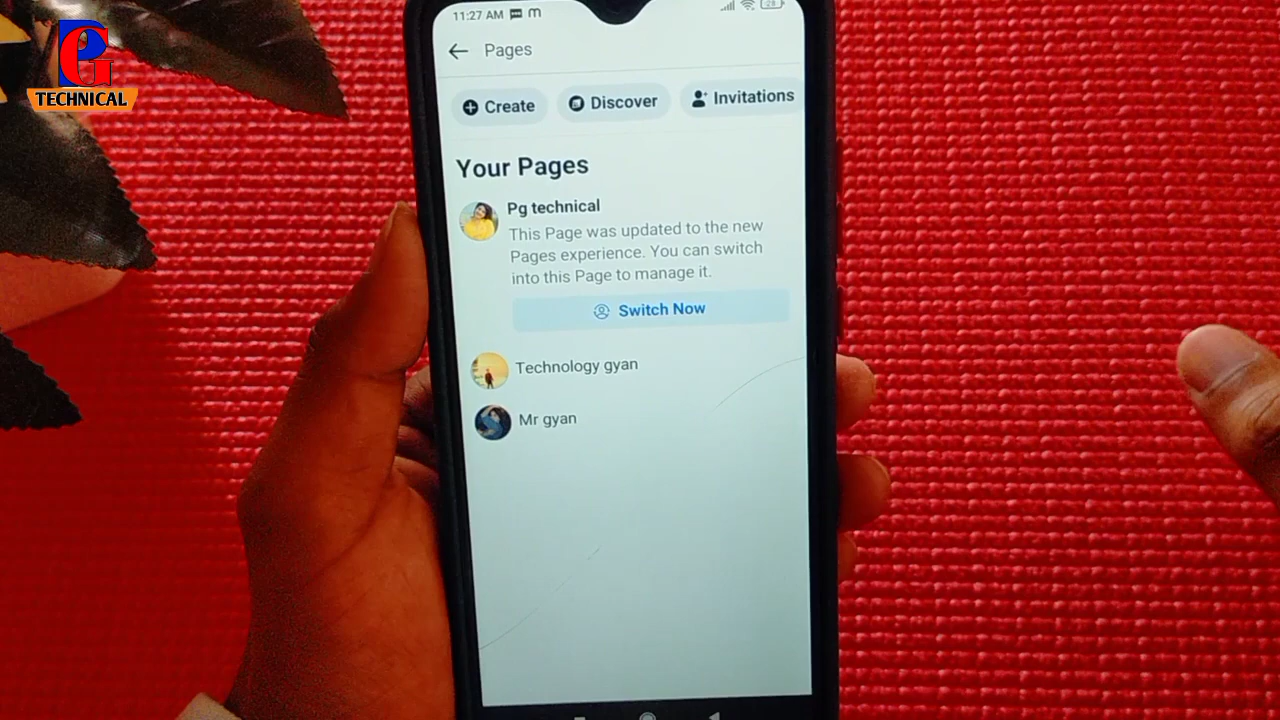 PG
TECHNICAL
11:27 AM m 28
Pages
Create Discover Invitations
Your Pages
Pg technical
This Page was updated to the new
Pages experience. You can switch
into this Page to manage it.
Switch Now
Technology gyan
Mr gyan